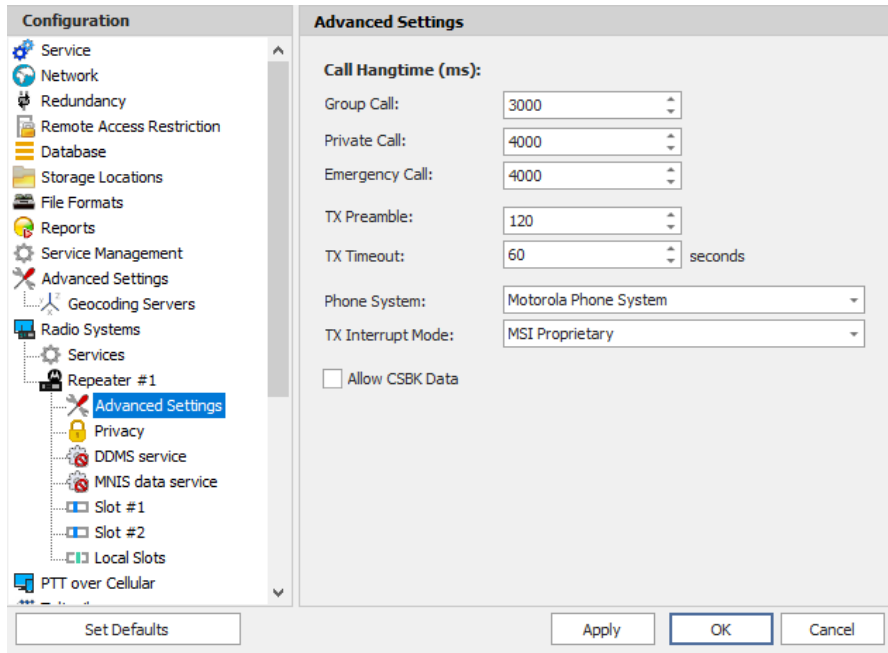 Configuration
Service
Network
Redundancy
Remote Access Restriction
Database
Storage Locations
File Formats
Reports
Service Management
Advanced Settings
Geocoding Servers
Radio Systems
Services
Repeater #1
Advanced Settings
Privacy
DDMS service
MNIS data service
Slot #1
Slot #2
Local Slots
PTT over Cellular
Set Defaults
Advanced Settings
Call Hangtime (ms):
Group Call: 3000
Private Call: 4000
Emergency Call: 4000
TX Preamble: 120
TX Timeout: 60 seconds
Phone System: Motorola Phone System
TX Interrupt Mode: MSI Proprietary
Allow CSBK Data
Apply OK Cancel